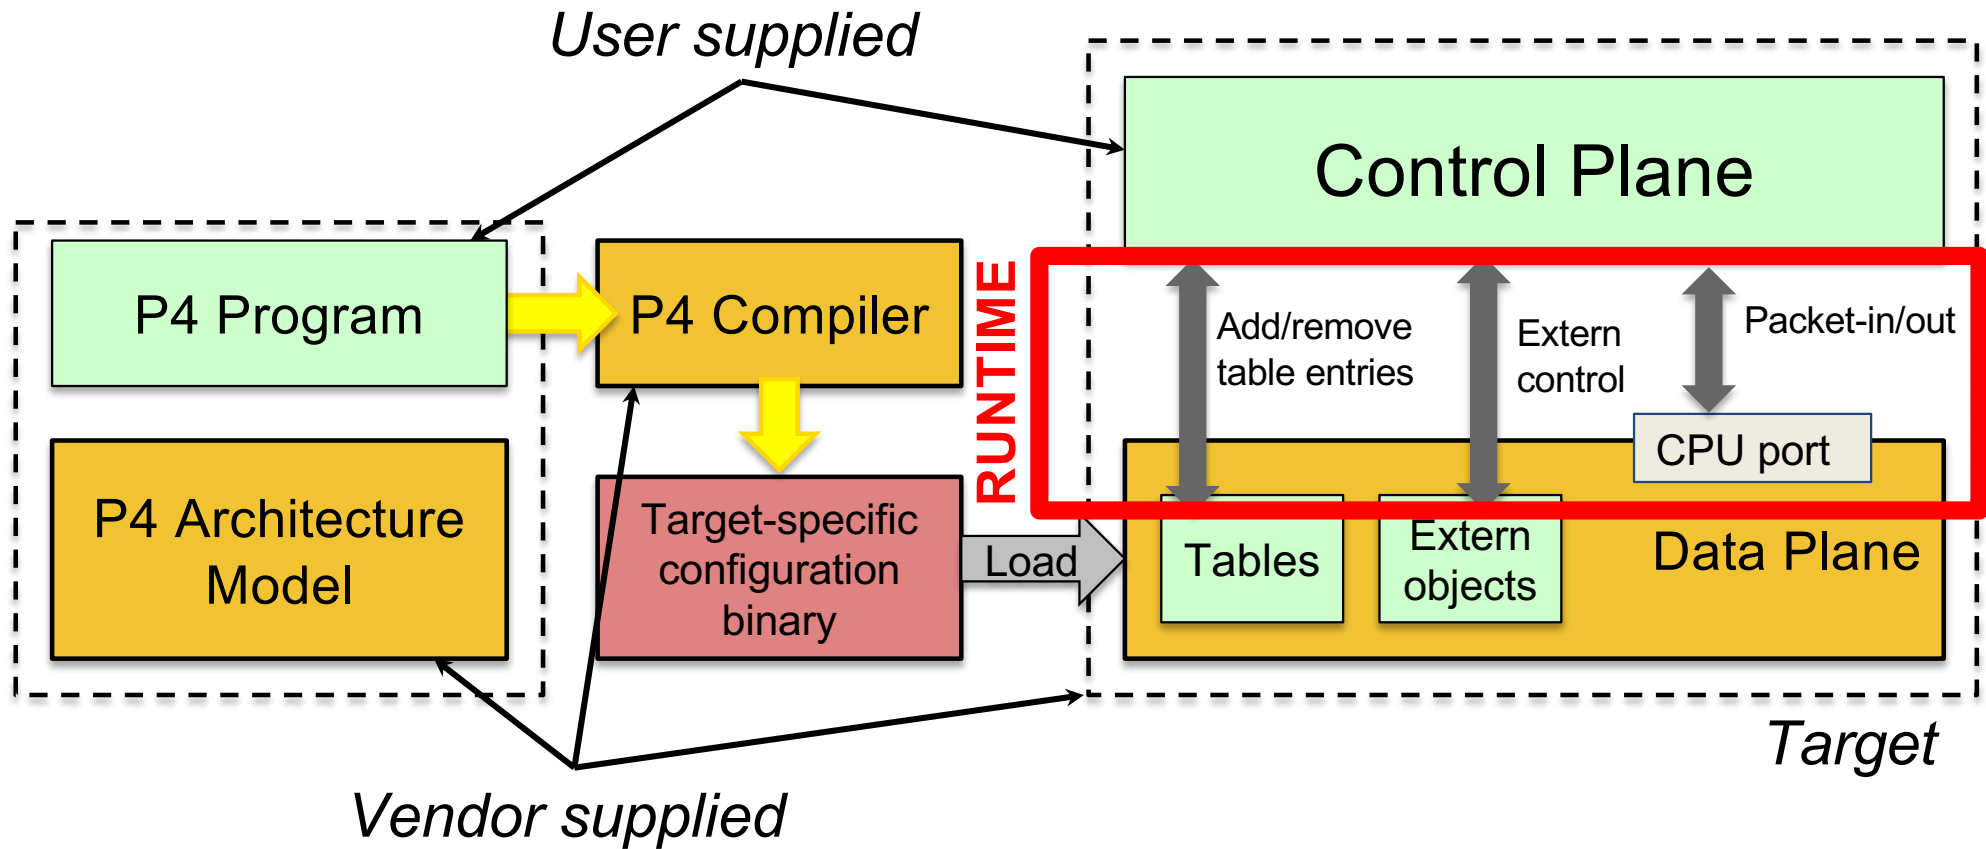 User supplied
Control Plane
P4 Program
P4 Compiler
RUNTIME
Add/remove
table entries
Extern
control
Packet-in/out
CPU port
P4 Architecture
Model
Target-specific
configuration
binary
Load
Tables
Extern
objects
Data Plane
Target
Vendor supplied